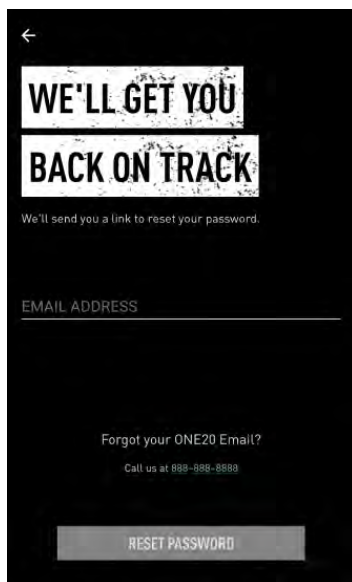 WE'LL GET YOU
BACK ON TRACK
We'll send you a link to reset your password.
EMAIL ADDRESS
Forgot your ONE20 Email?
Call us at 888-888-8888
RESET PASSWORD